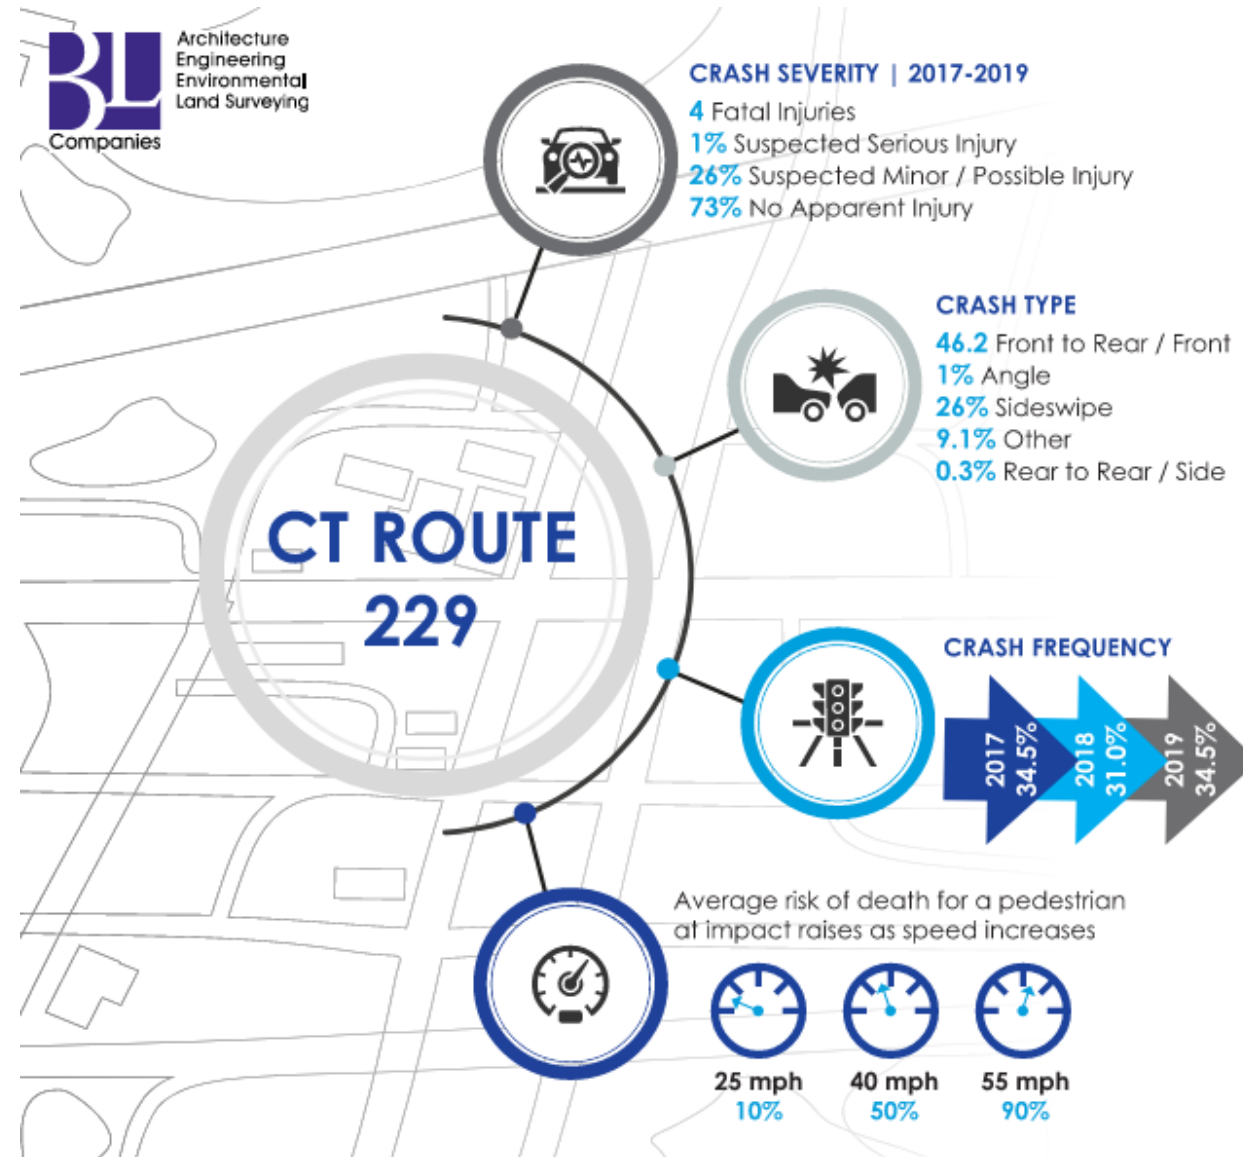 BL
Companies
Architecture
Engineering
Environmental
Land Surveying
CRASH SEVERITY | 2017-2019
4 Fatal Injuries
1% Suspected Serious Injury
26% Suspected Minor / Possible Injury
73% No Apparent Injury
CRASH TYPE
46.2 Front to Rear / Front
1% Angle
26% Sideswipe
9.1% Other
0.3% Rear to Rear / Side
CT ROUTE
229
CRASH FREQUENCY
2017
34.5%
2018
31.0%
2019
34.5%
Average risk of death for a pedestrian
at impact raises as speed increases
25 mph 40 mph 55 mph
10% 50% 90%